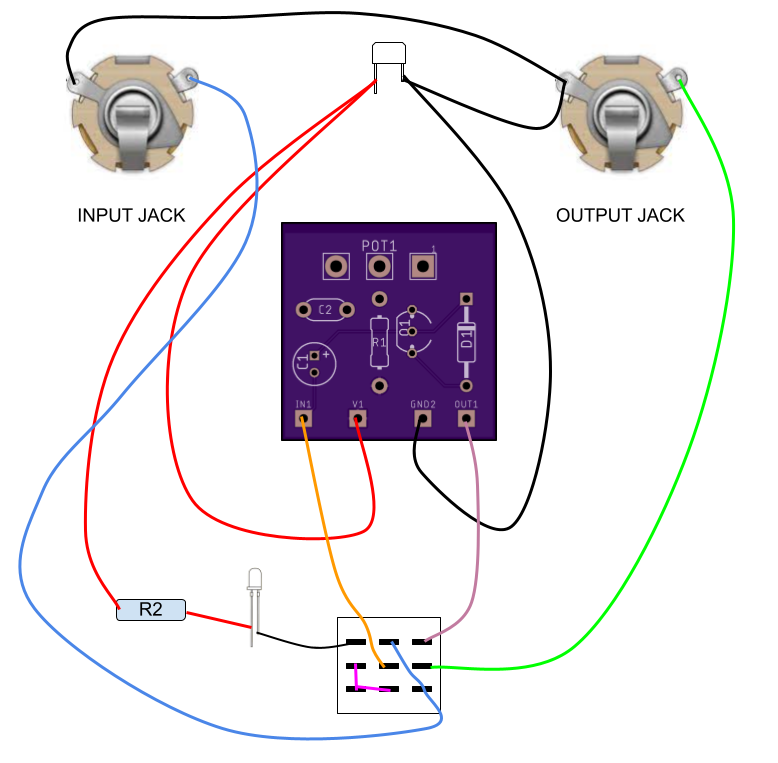 INPUT JACK
OUTPUT JACK
POT1
1
C2
Q1
R1
D1
C1
+
IN1
V1
GND2
OUT1
R2